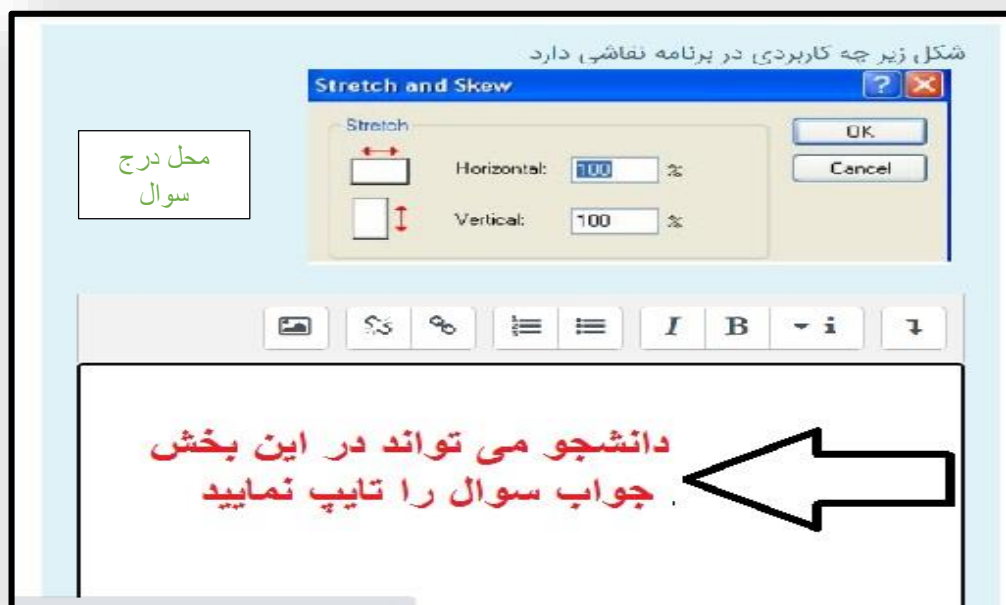 شکل زیر چه کاربردی در برنامه نقاشی دارد
Stretch and Skew
Stretch
OK
Horizontal: 100 %
Cancel
Vertical: 100 %
محل درج
سوال
I B i
دانشجو می تواند در این بخش
جواب سوال را تایپ نمایید.